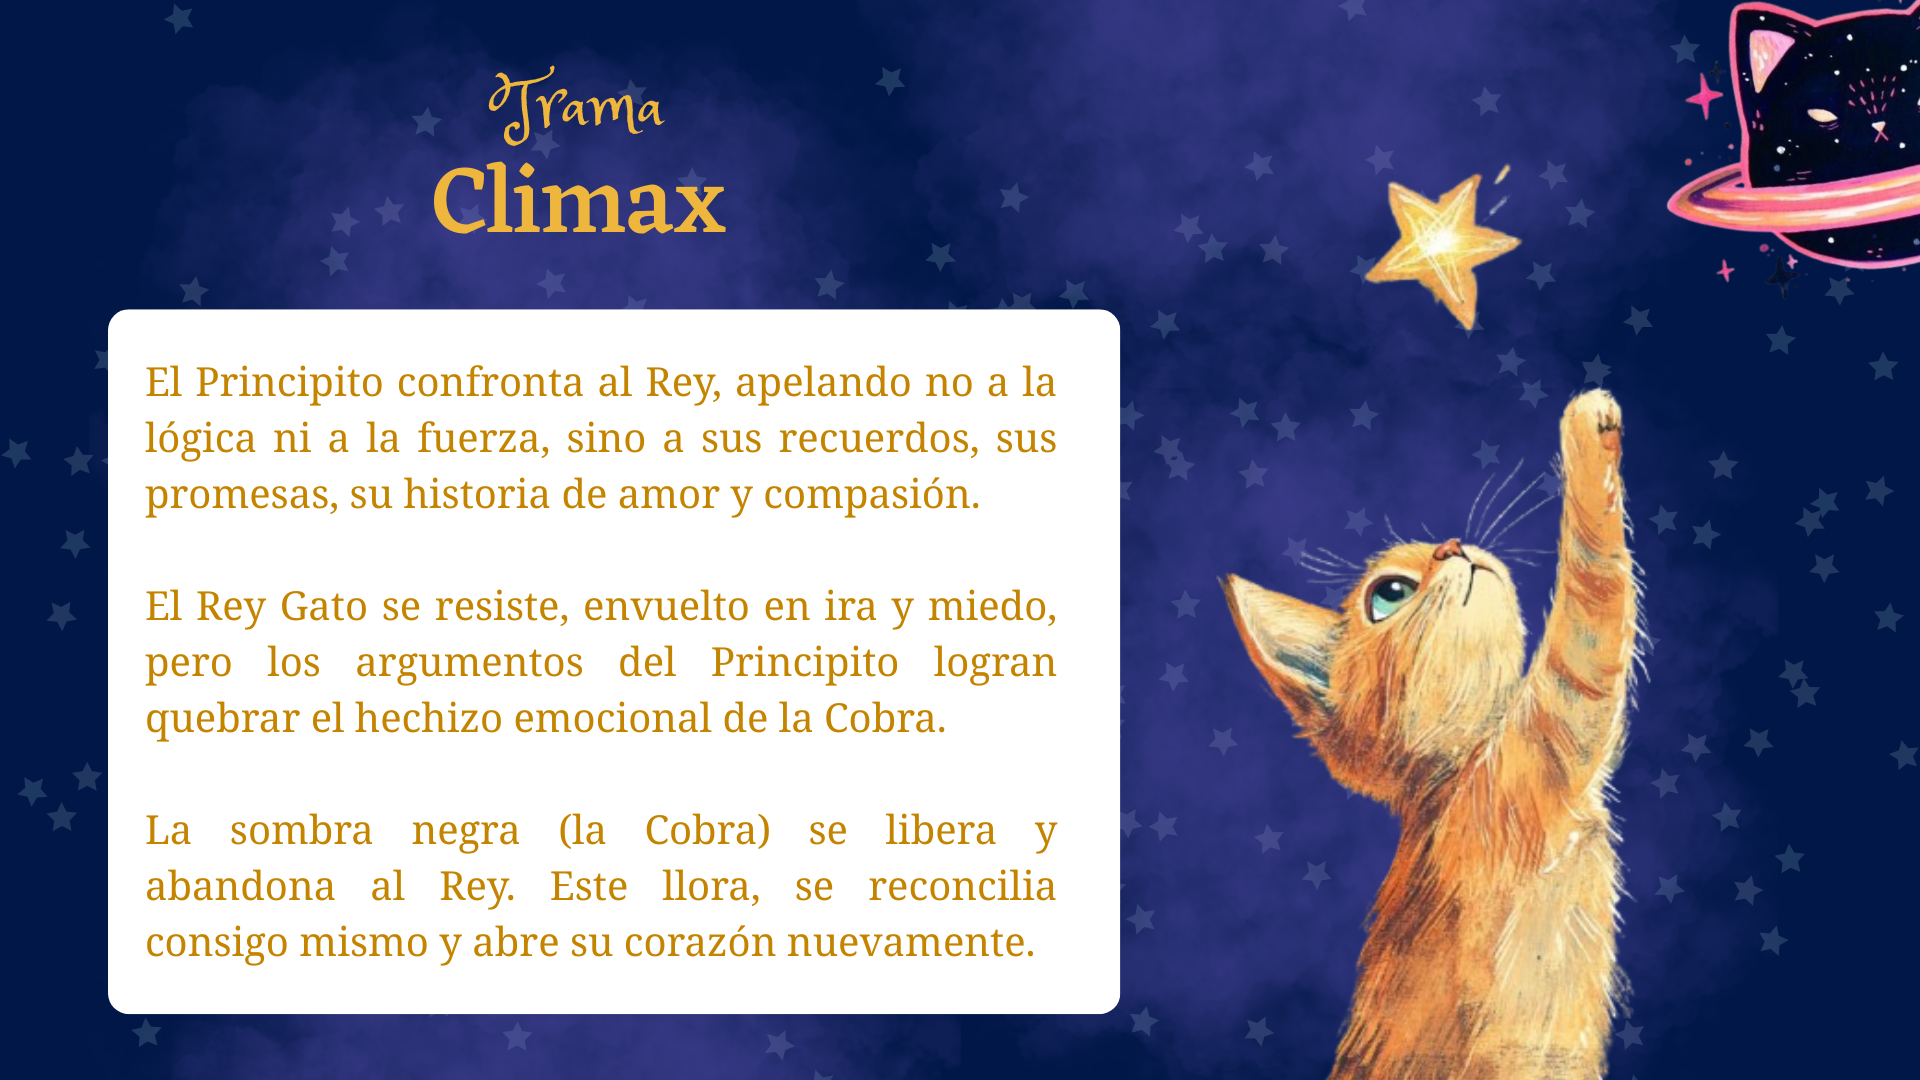 Trama
Climax
El Principito confronta al Rey, apelando no a la
lógica ni a la fuerza, sino a sus recuerdos, sus
promesas, su historia de amor y compasión.
El Rey Gato se resiste, envuelto en ira y miedo,
pero los argumentos del Principito logran
quebrar el hechizo emocional de la Cobra.
La sombra negra (la Cobra) se libera y
abandona al Rey. Este llora, se reconcilia
consigo mismo y abre su corazón nuevamente.